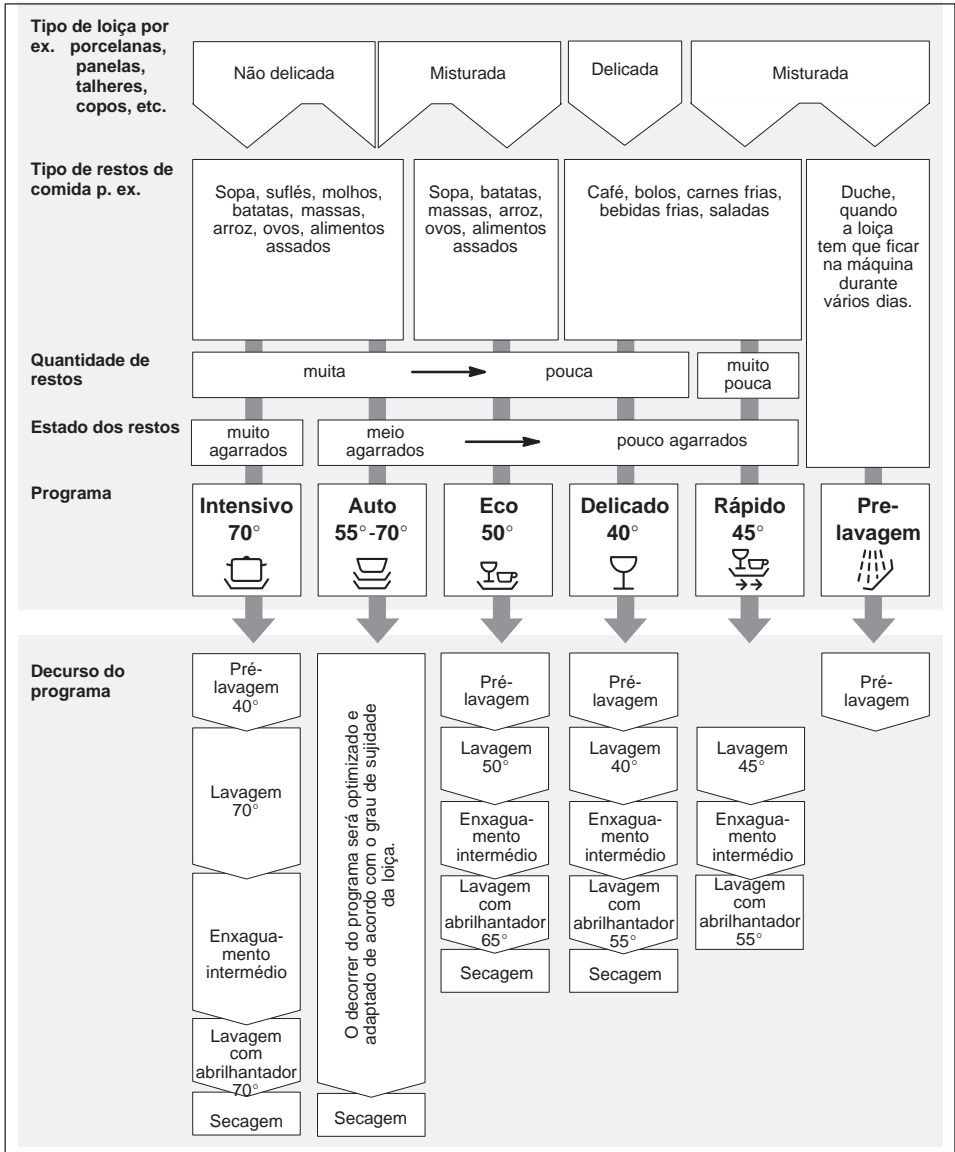 Tipo de loiça por
ex. porcelanas,
panelas,
talheres,
copos, etc.
Não delicada
Misturada
Delicada
Misturada
Tipo de restos de
comida p. ex.
Sopa, suflés, molhos,
batatas, massas,
arroz, ovos, alimentos
assados
Sopa, batatas,
massas, arroz,
ovos, alimentos
assados
Café, bolos, carnes frias,
bebidas frias, saladas
Duche,
quando
a loiça
tem que ficar
na máquina
durante
vários dias.
Quantidade de
restos
muita
pouca
muito
pouca
Estado dos restos
muito
agarrados
meio
agarrados
pouco agarrados
Programa
Intensivo
70°
Auto
55°-70°
Eco
50°
Delicado
40°
Rápido
45°
Pre-
lavagem
Decurso do
programa
Pré-
lavagem
40°
Lavagem
70°
Enxagua-
mento
intermédio
Lavagem
com
abrilhantador
70°
Secagem
O decorrer do programa será optimizado e
adaptado de acordo com o grau de sujidade
da loiça.
Secagem
Pré-
lavagem
Lavagem
50°
Enxagua-
mento
intermédio
Lavagem
com
abrilhantador
65°
Secagem
Pré-
lavagem
Lavagem
40°
Enxagua-
mento
intermédio
Lavagem
com
abrilhantador
55°
Secagem
Lavagem
45°
Enxagua-
mento
intermédio
Lavagem
com
abrilhantador
55°
Pré-
lavagem